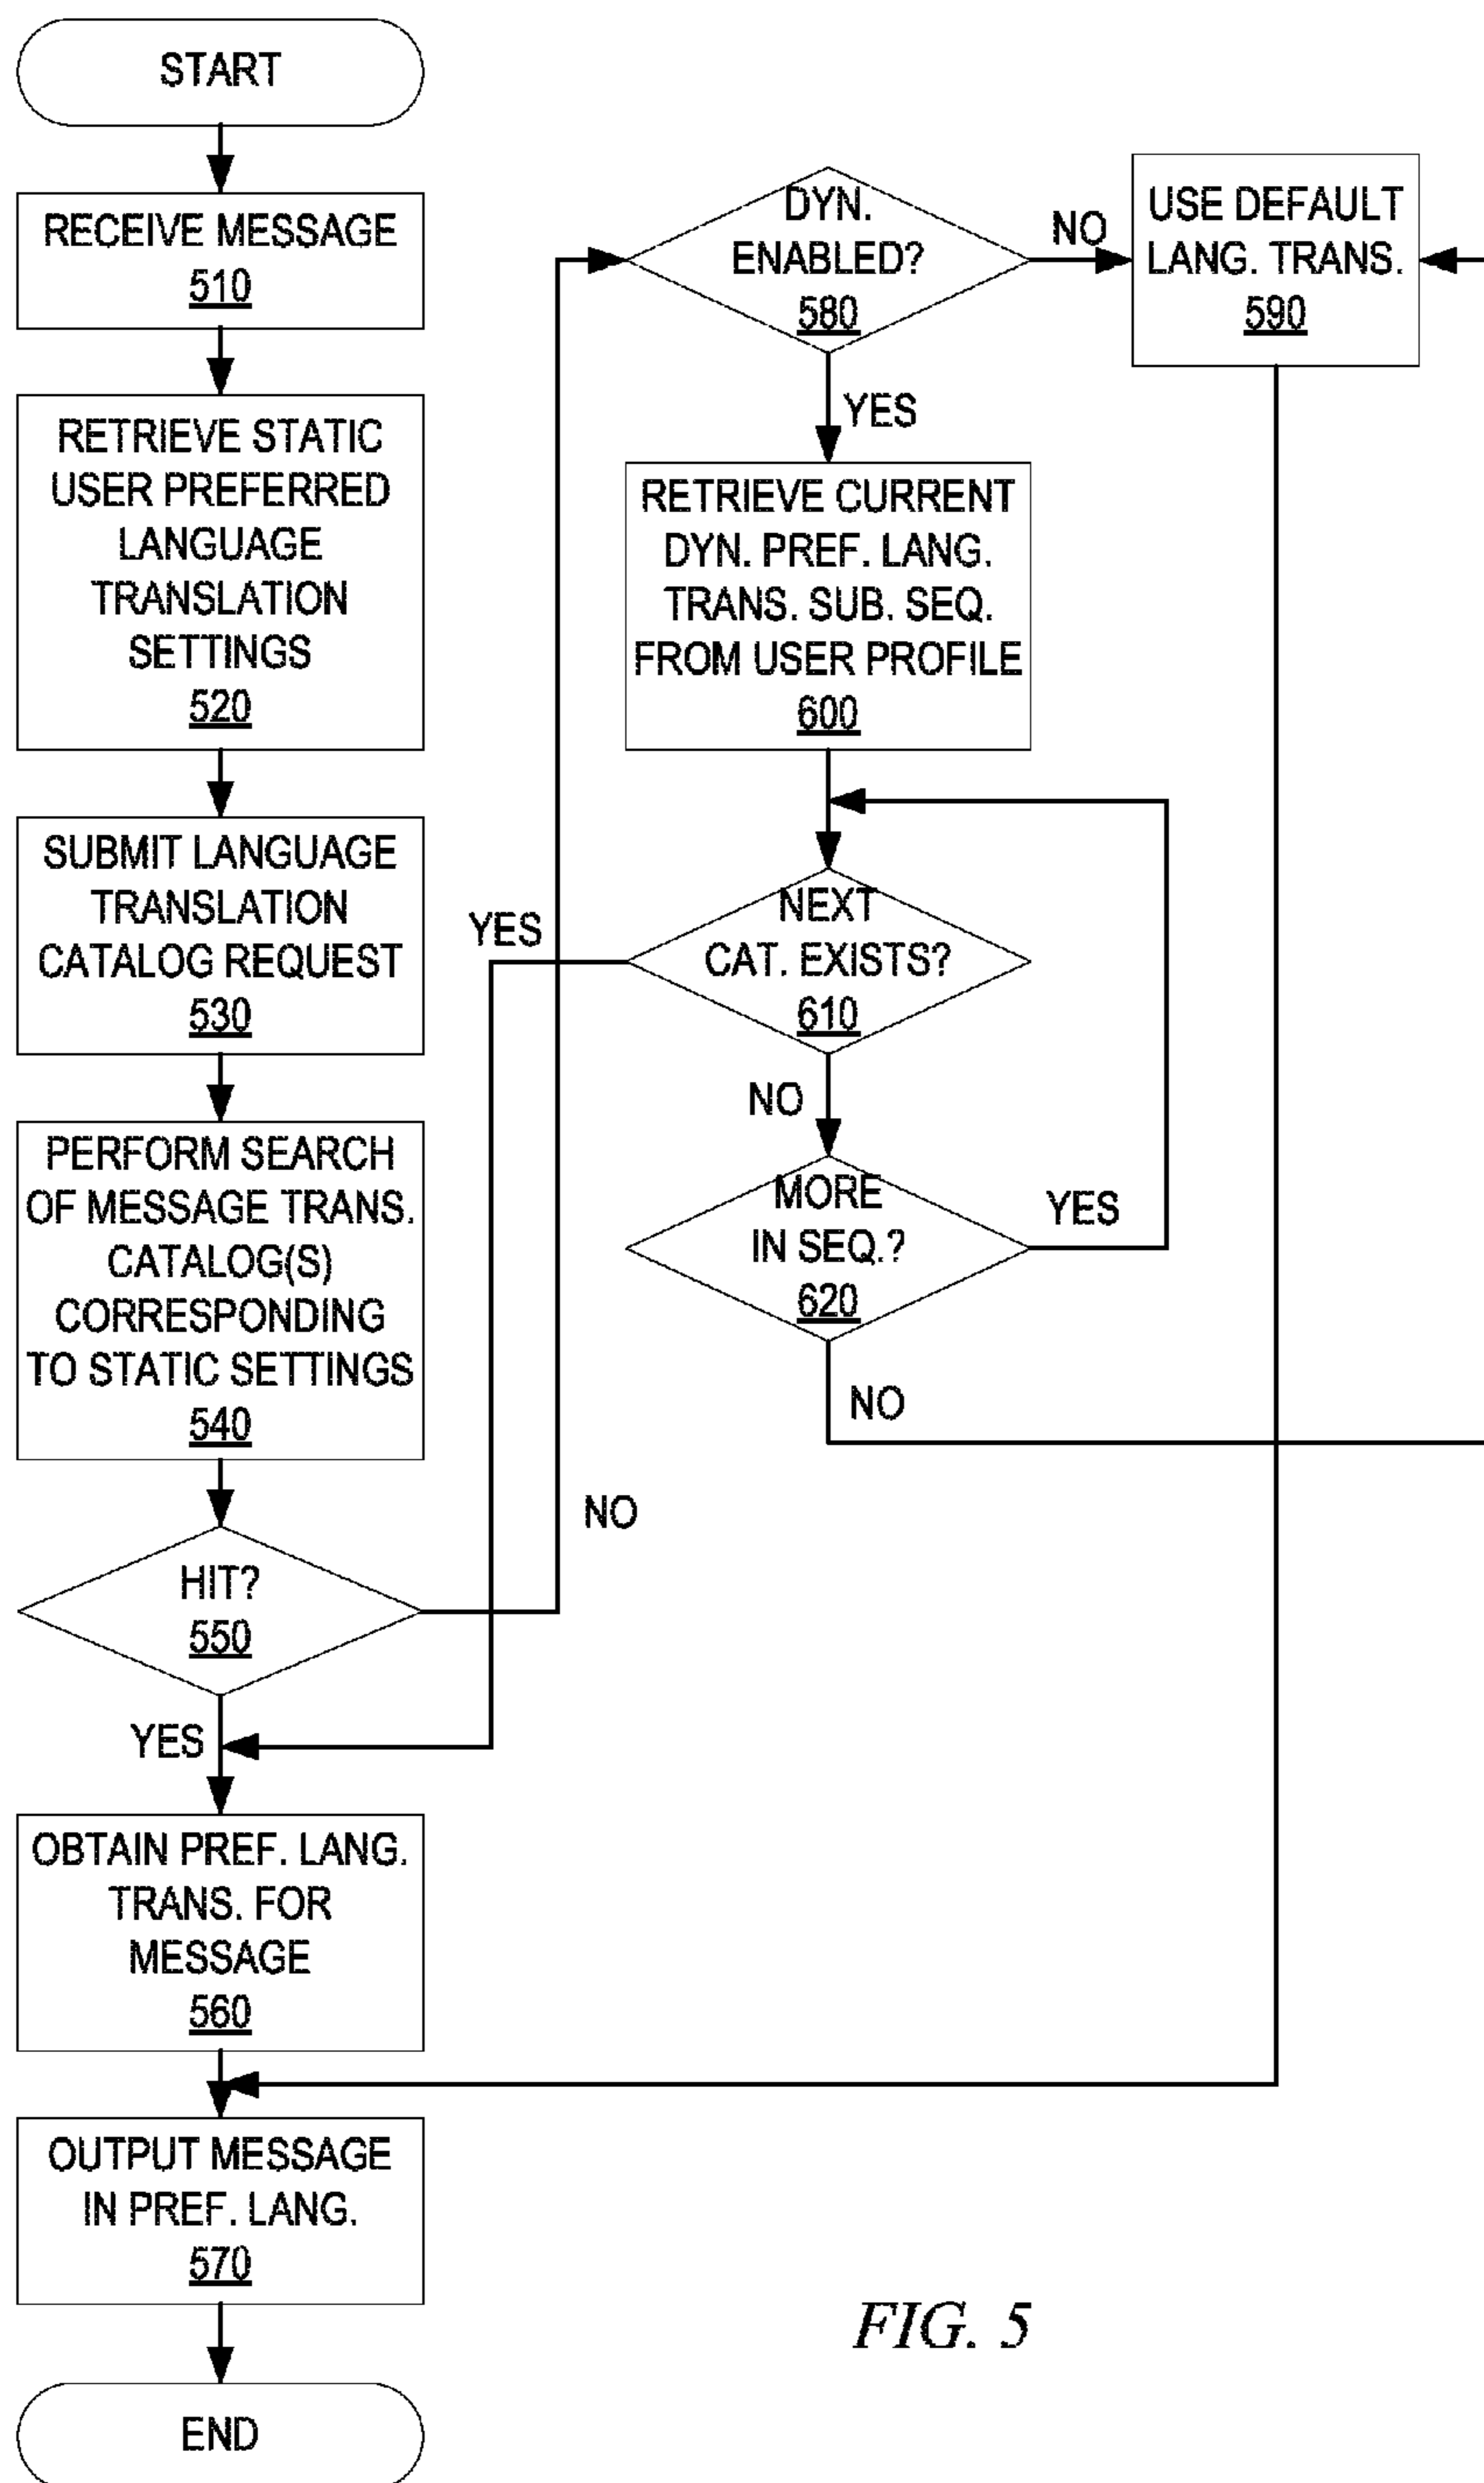 START
RECEIVE MESSAGE
510
RETRIEVE STATIC
USER PREFERRED
LANGUAGE
TRANSLATION
SETTINGS
520
SUBMIT LANGUAGE
TRANSLATION
CATALOG REQUEST
530
PERFORM SEARCH
OF MESSAGE TRANS.
CATALOG(S)
CORRESPONDING
TO STATIC SETTINGS
540
HIT?
550
NO
YES
OBTAIN PREF. LANG.
TRANS. FOR
MESSAGE
560
OUTPUT MESSAGE
IN PREF. LANG.
570
END
DYN.
ENABLED?
580
NO
YES
USE DEFAULT
LANG. TRANS.
590
RETRIEVE CURRENT
DYN. PREF. LANG.
TRANS. SUB. SEQ.
FROM USER PROFILE
600
NEXT
CAT. EXISTS?
610
YES
NO
MORE
IN SEQ.?
620
YES
NO
FIG. 5